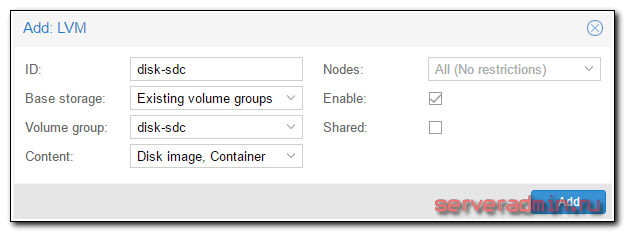 Add: LVM
ID: disk-sdc
Nodes: All (No restrictions)
Base storage: Existing volume groups
Enable:
Volume group: disk-sdc
Shared:
Content: Disk image, Container
Add
serveradmin.ru